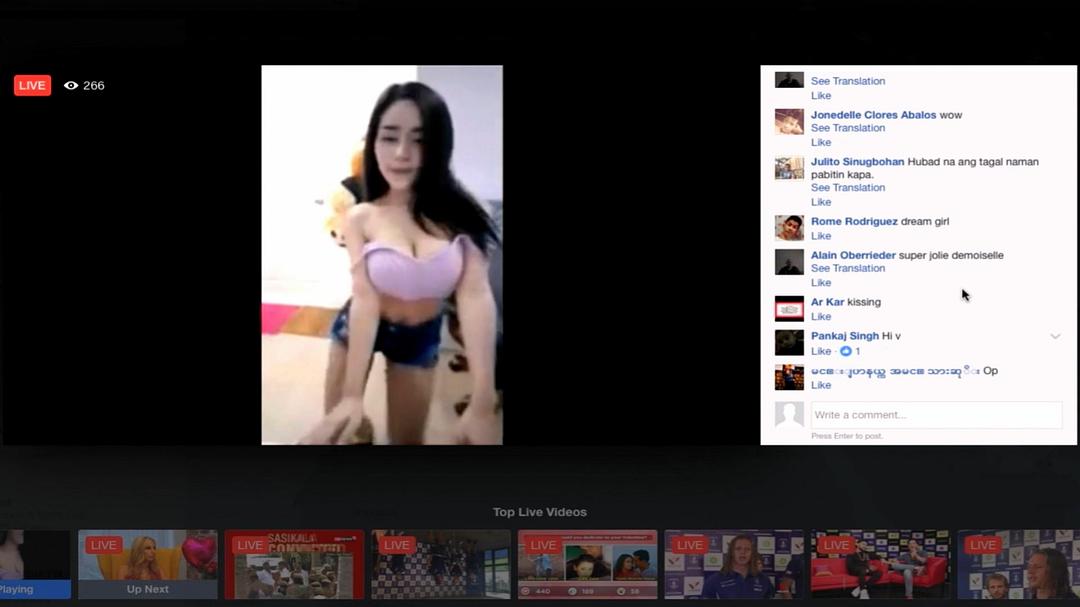 LIVE 266
See Translation
Like
Jonedelle Clores Abalos wow
See Translation
Like
Julito Sinugbohan Hubad na ang tagal naman
pabitin kapa.
See Translation
Like
Rome Rodriguez dream girl
Like
Alain Oberrieder super jolie demoiselle
See Translation
Like
Ar Kar kissing
Like
Pankaj Singh Hi v
Like · 1
Op
Like
Write a comment...
Press Enter to post.
Top Live Videos
Playing
LIVE
Up Next
LIVE
SASIKALA
LIVE
LIVE
440 189 58
LIVE
LIVE
LIVE